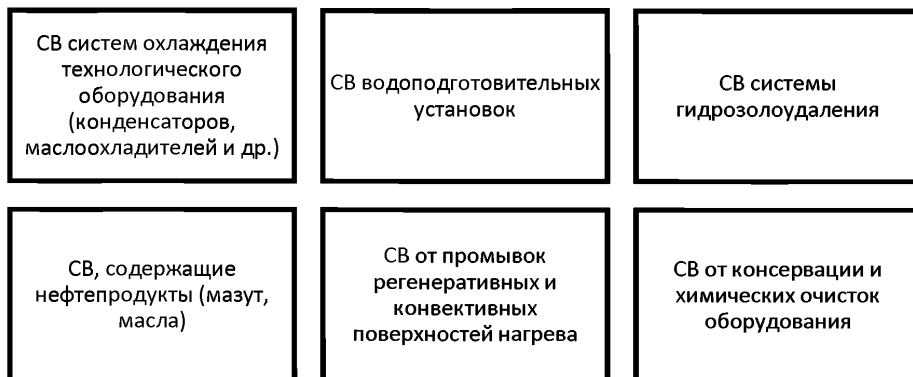 СВ систем охлаждения
технологического
оборудования
(конденсаторов,
маслоохладителей и др.)
СВ водоподготовительных
установок
СВ системы
гидрозолоудаления
СВ, содержащие
нефтепродукты (мазут,
масла)
СВ от промывок
регенеративных и
конвективных
поверхностей нагрева
СВ от консервации и
химических очисток
оборудования